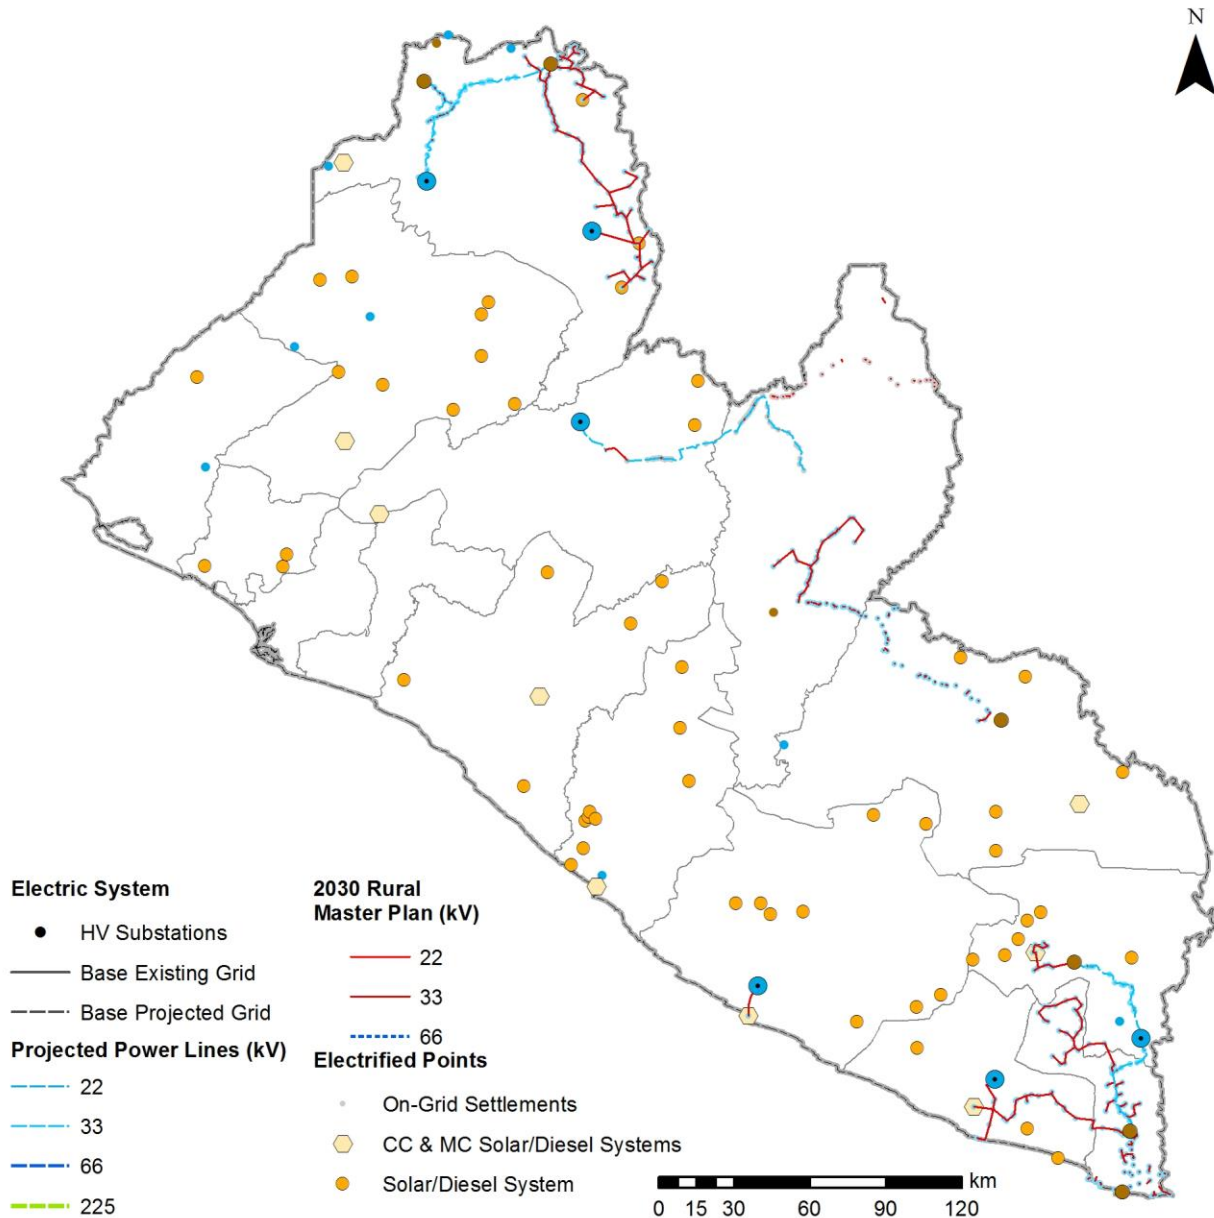 N
Electric System
HV Substations
Base Existing Grid
Base Projected Grid
Projected Power Lines (kV)
22
33
66
225
2030 Rural
Master Plan (kV)
22
33
66
Electrified Points
On-Grid Settlements
CC & MC Solar/Diesel Systems
Solar/Diesel System
km
0 15 30 60 90 120